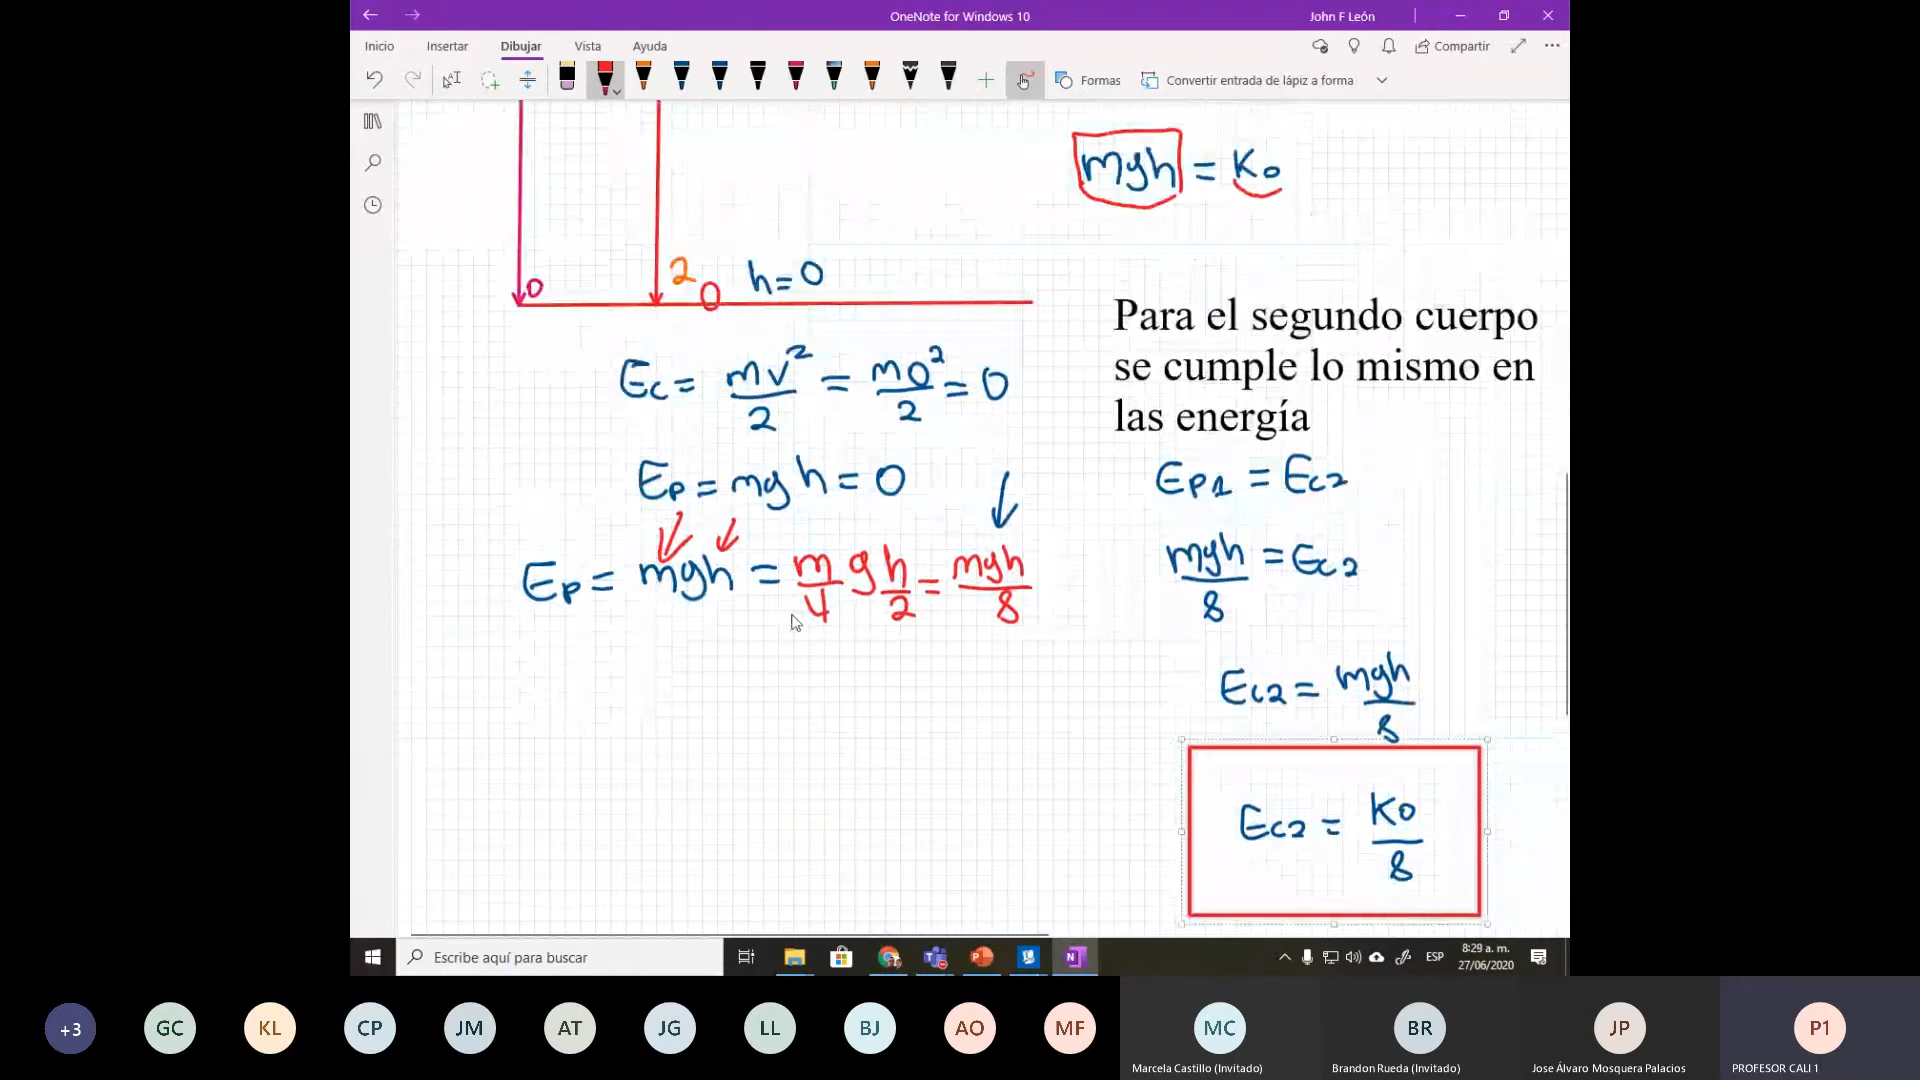 OneNote for Windows 10
John F León
Inicio Insertar Dibujar Vista Ayuda
Compartir
Formas
Convertir entrada de lápiz a forma
mgh = K0
0
2 0 h=0
Ec = mv²/2 = m0²/2 = 0
Ep = mgh = 0
Ep = mgh = m/4 g h/2 = mgh/8
Para el segundo cuerpo
se cumple lo mismo en
las energía
Ep1 = Ec2
mgh/8 = Ec2
Ec2 = mgh/8
Ec2 = K0/8
Escribe aquí para buscar
ESP
8:29 a. m.
27/06/2020
+3 GC KL CP JM AT JG LL BJ AO MF MC BR JP P1
Marcela Castillo (Invitado) Brandon Rueda (Invitado) Jose Álvaro Mosquera Palacios PROFESOR CALI 1